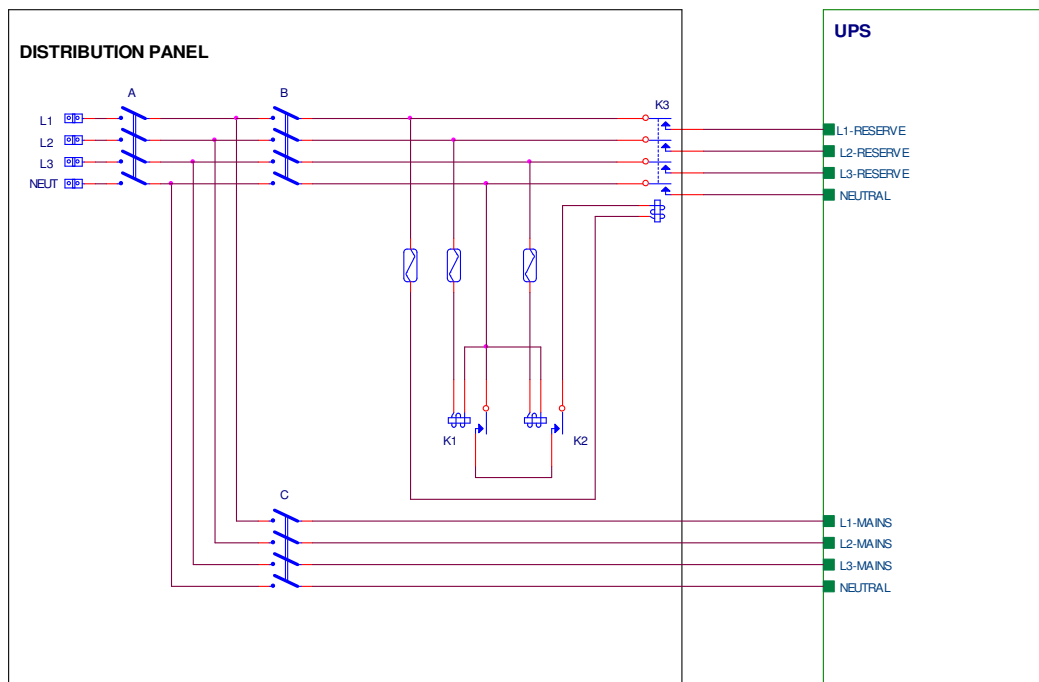 UPS
DISTRIBUTION PANEL
A
B
K3
L1
L2
L3
NEUT
L1-RESERVE
L2-RESERVE
L3-RESERVE
NEUTRAL
K1
K2
C
L1-MAINS
L2-MAINS
L3-MAINS
NEUTRAL